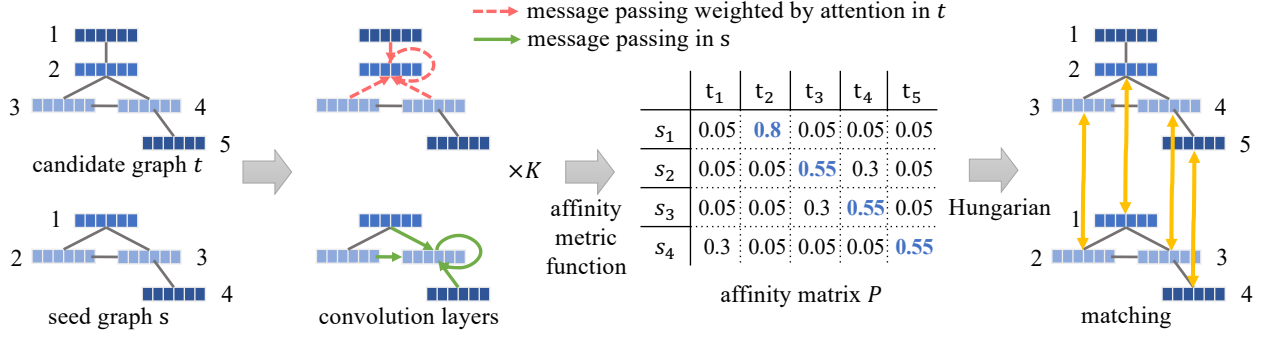 message passing weighted by attention in t
message passing in s
1
2
3
4
5
candidate graph t
1
2
3
4
seed graph s
convolution layers
×K
affinity
metric
function
t₁ t₂ t₃ t₄ t₅
s₁ 0.05 0.8 0.05 0.05 0.05
s₂ 0.05 0.05 0.55 0.3 0.05
s₃ 0.05 0.05 0.3 0.55 0.05
s₄ 0.3 0.05 0.05 0.05 0.55
affinity matrix P
Hungarian
1
2
3
4
5
1
2
3
4
matching